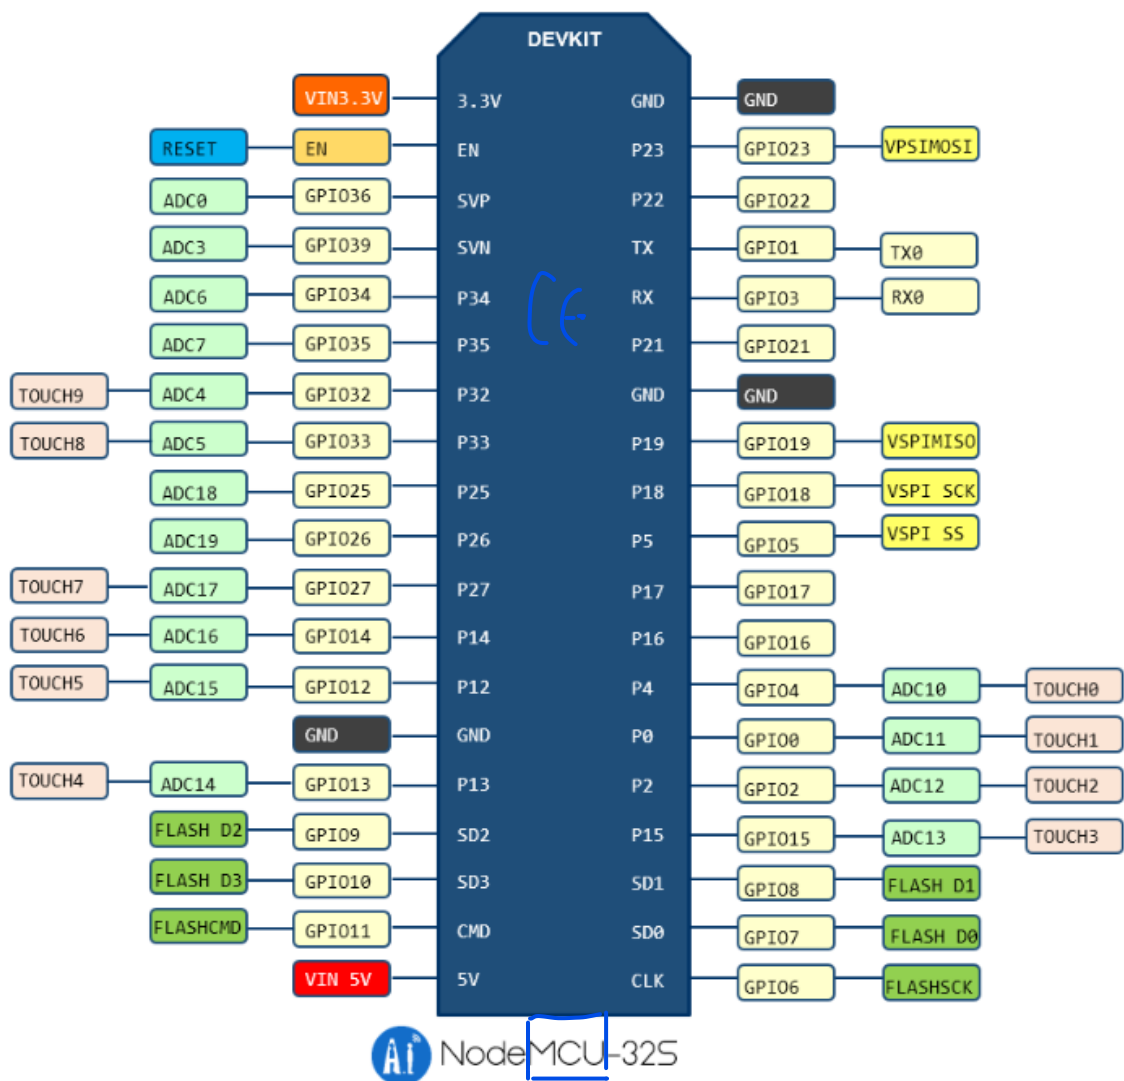 DEVKIT
VIN3.3V 3.3V GND GND
RESET EN EN P23 GPIO23 VPSIMOSI
ADC0 GPIO36 SVP P22 GPIO22
ADC3 GPIO39 SVN TX GPIO1 TX0
ADC6 GPIO34 P34 RX GPIO3 RX0
CE
ADC7 GPIO35 P35 P21 GPIO21
TOUCH9 ADC4 GPIO32 P32 GND GND
TOUCH8 ADC5 GPIO33 P33 P19 GPIO19 VSPIMISO
ADC18 GPIO25 P25 P18 GPIO18 VSPI SCK
ADC19 GPIO26 P26 P5 GPIO5 VSPI SS
TOUCH7 ADC17 GPIO27 P27 P17 GPIO17
TOUCH6 ADC16 GPIO14 P14 P16 GPIO16
TOUCH5 ADC15 GPIO12 P12 P4 GPIO4 ADC10 TOUCH0
GND GND P0 GPIO0 ADC11 TOUCH1
TOUCH4 ADC14 GPIO13 P13 P2 GPIO2 ADC12 TOUCH2
FLASH D2 GPIO9 SD2 P15 GPIO15 ADC13 TOUCH3
FLASH D3 GPIO10 SD3 SD1 GPIO8 FLASH D1
FLASHCMD GPIO11 CMD SD0 GPIO7 FLASH D0
VIN 5V 5V CLK GPIO6 FLASHSCK
Ai NodeMCU-32S